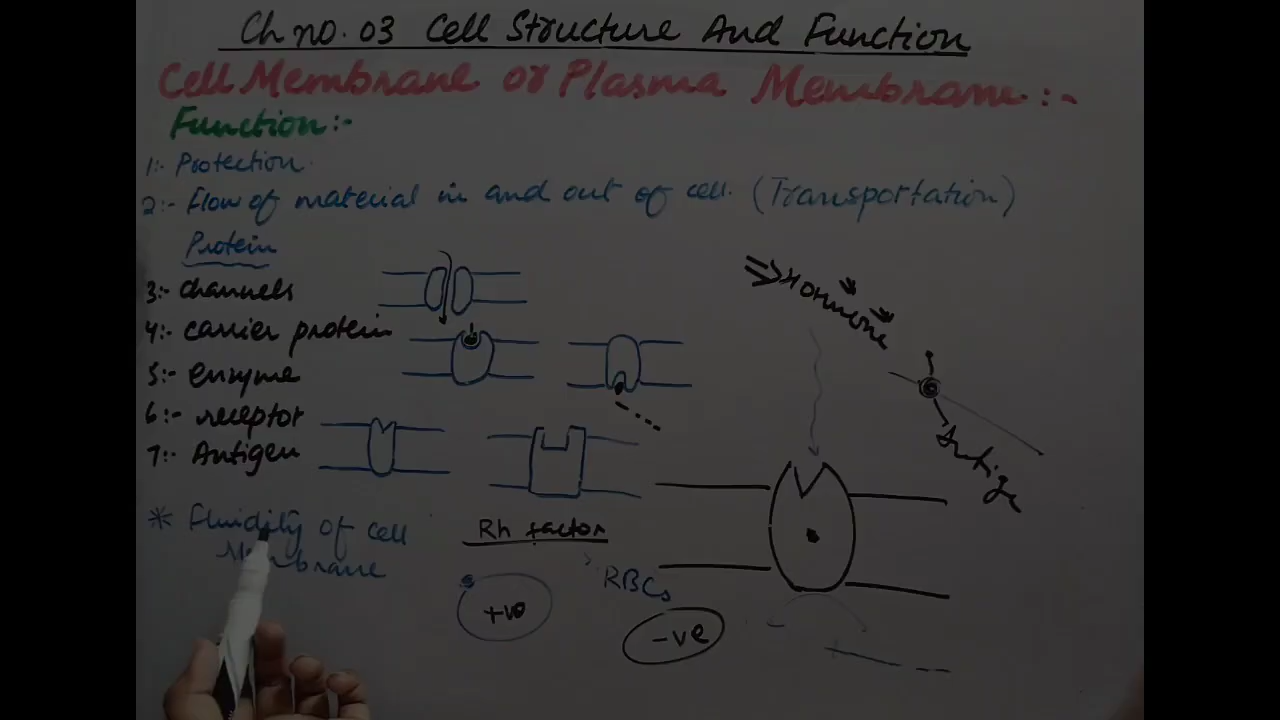 Ch no. 03 Cell Structure And Function
Cell Membrane or Plasma Membrane :-
Function:-
1:- Protection.
2:- Flow of material in and out of cell. (Transportation)
Protein
3:- channels
4:- carrier protein
5:- enzyme
6:- receptor
7:- Antigen
* Fluidity of cell
Membrane
Hormone
Rh factor
RBCs
+ve
-ve